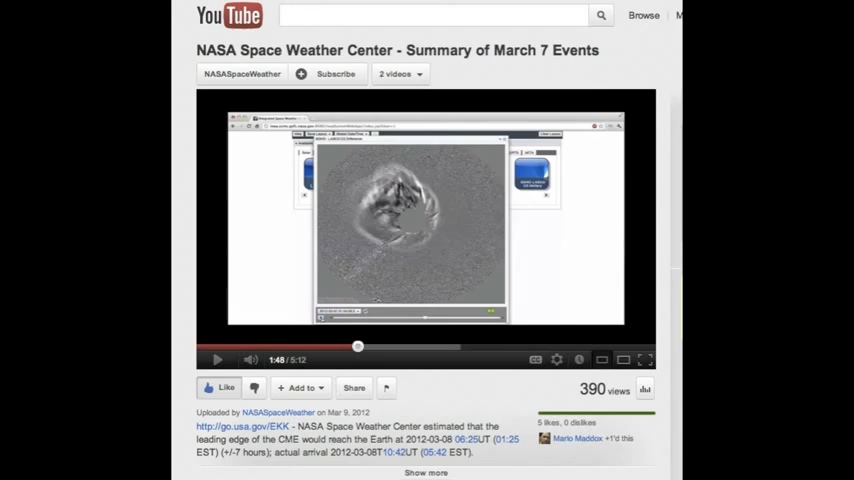 YouTube
Browse
M
NASA Space Weather Center - Summary of March 7 Events
NASASpaceWeather
Subscribe
2 videos
1:48 / 5:12
CC
Like
Add to
Share
390 views
Uploaded by NASASpaceWeather on Mar 9, 2012
5 likes, 0 dislikes
http://go.usa.gov/EKK - NASA Space Weather Center estimated that the
leading edge of the CME would reach the Earth at 2012-03-08 06:25UT (01:25
EST) (+/-7 hours); actual arrival 2012-03-08T10:42UT (05:42 EST).
Marlo Maddox +1'd this
Show more